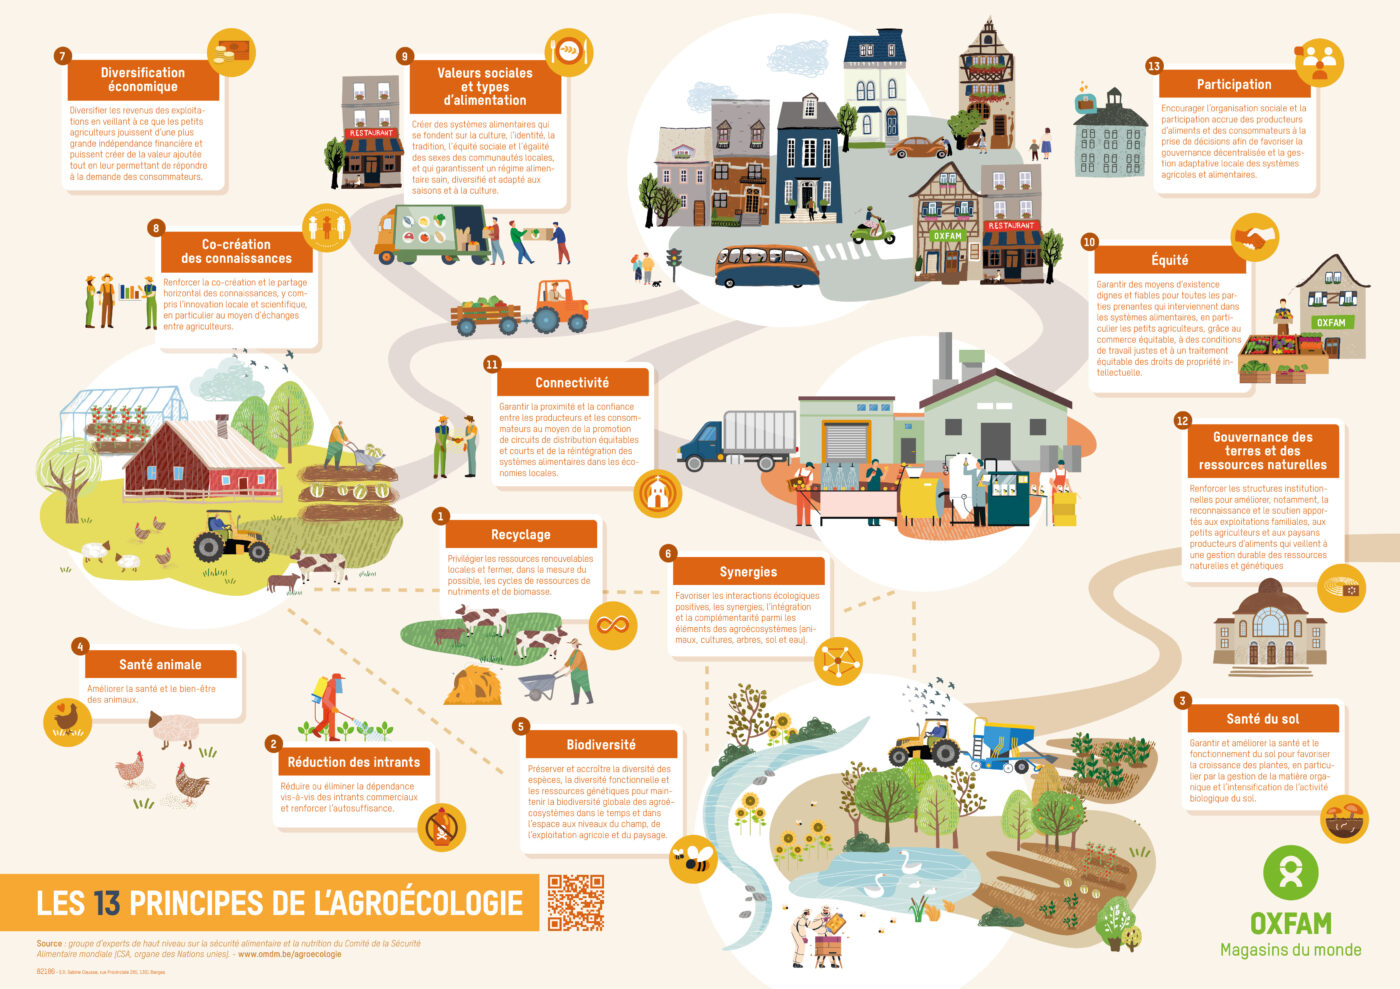 7
Diversification
économique
Diversifier les revenus des exploita-
tions en veillant à ce que les petits
agriculteurs jouissent d'une plus
grande indépendance financière et
puissent créer de la valeur ajoutée
tout en leur permettant de répondre
à la demande des consommateurs.
9
Valeurs sociales
et types
d'alimentation
Créer des systèmes alimentaires qui
se fondent sur la culture, l'identité, la
tradition, l'équité sociale et l'égalité
des sexes des communautés locales,
et qui garantissent un régime alimen-
taire sain, diversifié et adapté aux
saisons et à la culture.
RESTAURANT
13
Participation
Encourager l'organisation sociale et la
participation accrue des producteurs
d'aliments et des consommateurs à la
prise de décisions afin de favoriser la
gouvernance décentralisée et la ges-
tion adaptative locale des systèmes
agricoles et alimentaires.
OXFAM
RESTAURANT
8
Co-création
des connaissances
Renforcer la co-création et le partage
horizontal des connaissances, y com-
pris l'innovation locale et scientifique,
en particulier au moyen d'échanges
entre agriculteurs.
10
Équité
Garantir des moyens d'existence
dignes et fiables pour toutes les par-
ties prenantes qui interviennent dans
les systèmes alimentaires, en parti-
culier les petits agriculteurs, grâce au
commerce équitable, à des conditions
de travail justes et à un traitement
équitable des droits de propriété in-
tellectuelle.
OXFAM
11
Connectivité
Garantir la proximité et la confiance
entre les producteurs et les consom-
mateurs au moyen de la promotion
de circuits de distribution équitables
et courts et de la réintégration des
systèmes alimentaires dans les éco-
nomies locales.
12
Gouvernance des
terres et des
ressources naturelles
Renforcer les structures institution-
nelles pour améliorer, notamment, la
reconnaissance et le soutien appor-
tés aux exploitations familiales, aux
petits agriculteurs et aux paysans
producteurs d'aliments qui veillent à
une gestion durable des ressources
naturelles et génétiques
1
Recyclage
Privilégier les ressources renouvelables
locales et fermer, dans la mesure du
possible, les cycles de ressources de
nutriments et de biomasse.
6
Synergies
Favoriser les interactions écologiques
positives, les synergies, l'intégration
et la complémentarité parmi les
éléments des agroécosystèmes (ani-
maux, cultures, arbres, sol et eau).
4
Santé animale
Améliorer la santé et le bien-être
des animaux.
2
Réduction des intrants
Réduire ou éliminer la dépendance
vis-à-vis des intrants commerciaux
et renforcer l'autosuffisance.
5
Biodiversité
Préserver et accroître la diversité des
espèces, la diversité fonctionnelle et
les ressources génétiques pour main-
tenir la biodiversité globale des agroé-
cosystèmes dans le temps et dans
l'espace aux niveaux du champ, de
l'exploitation agricole et du paysage.
3
Santé du sol
Garantir et améliorer la santé et le
fonctionnement du sol pour favoriser
la croissance des plantes, en particu-
lier par la gestion de la matière orga-
nique et l'intensification de l'activité
biologique du sol.
LES 13 PRINCIPES DE L'AGROÉCOLOGIE
Source : groupe d'experts de haut niveau sur la sécurité alimentaire et la nutrition du Comité de la Sécurité
Alimentaire mondiale (CSA, organe des Nations unies). - www.omdm.be/agroecologie
62186 - E.R. Sabine Gausse, rue Provinciale 285, 1301 Bierges
OXFAM
Magasins du monde